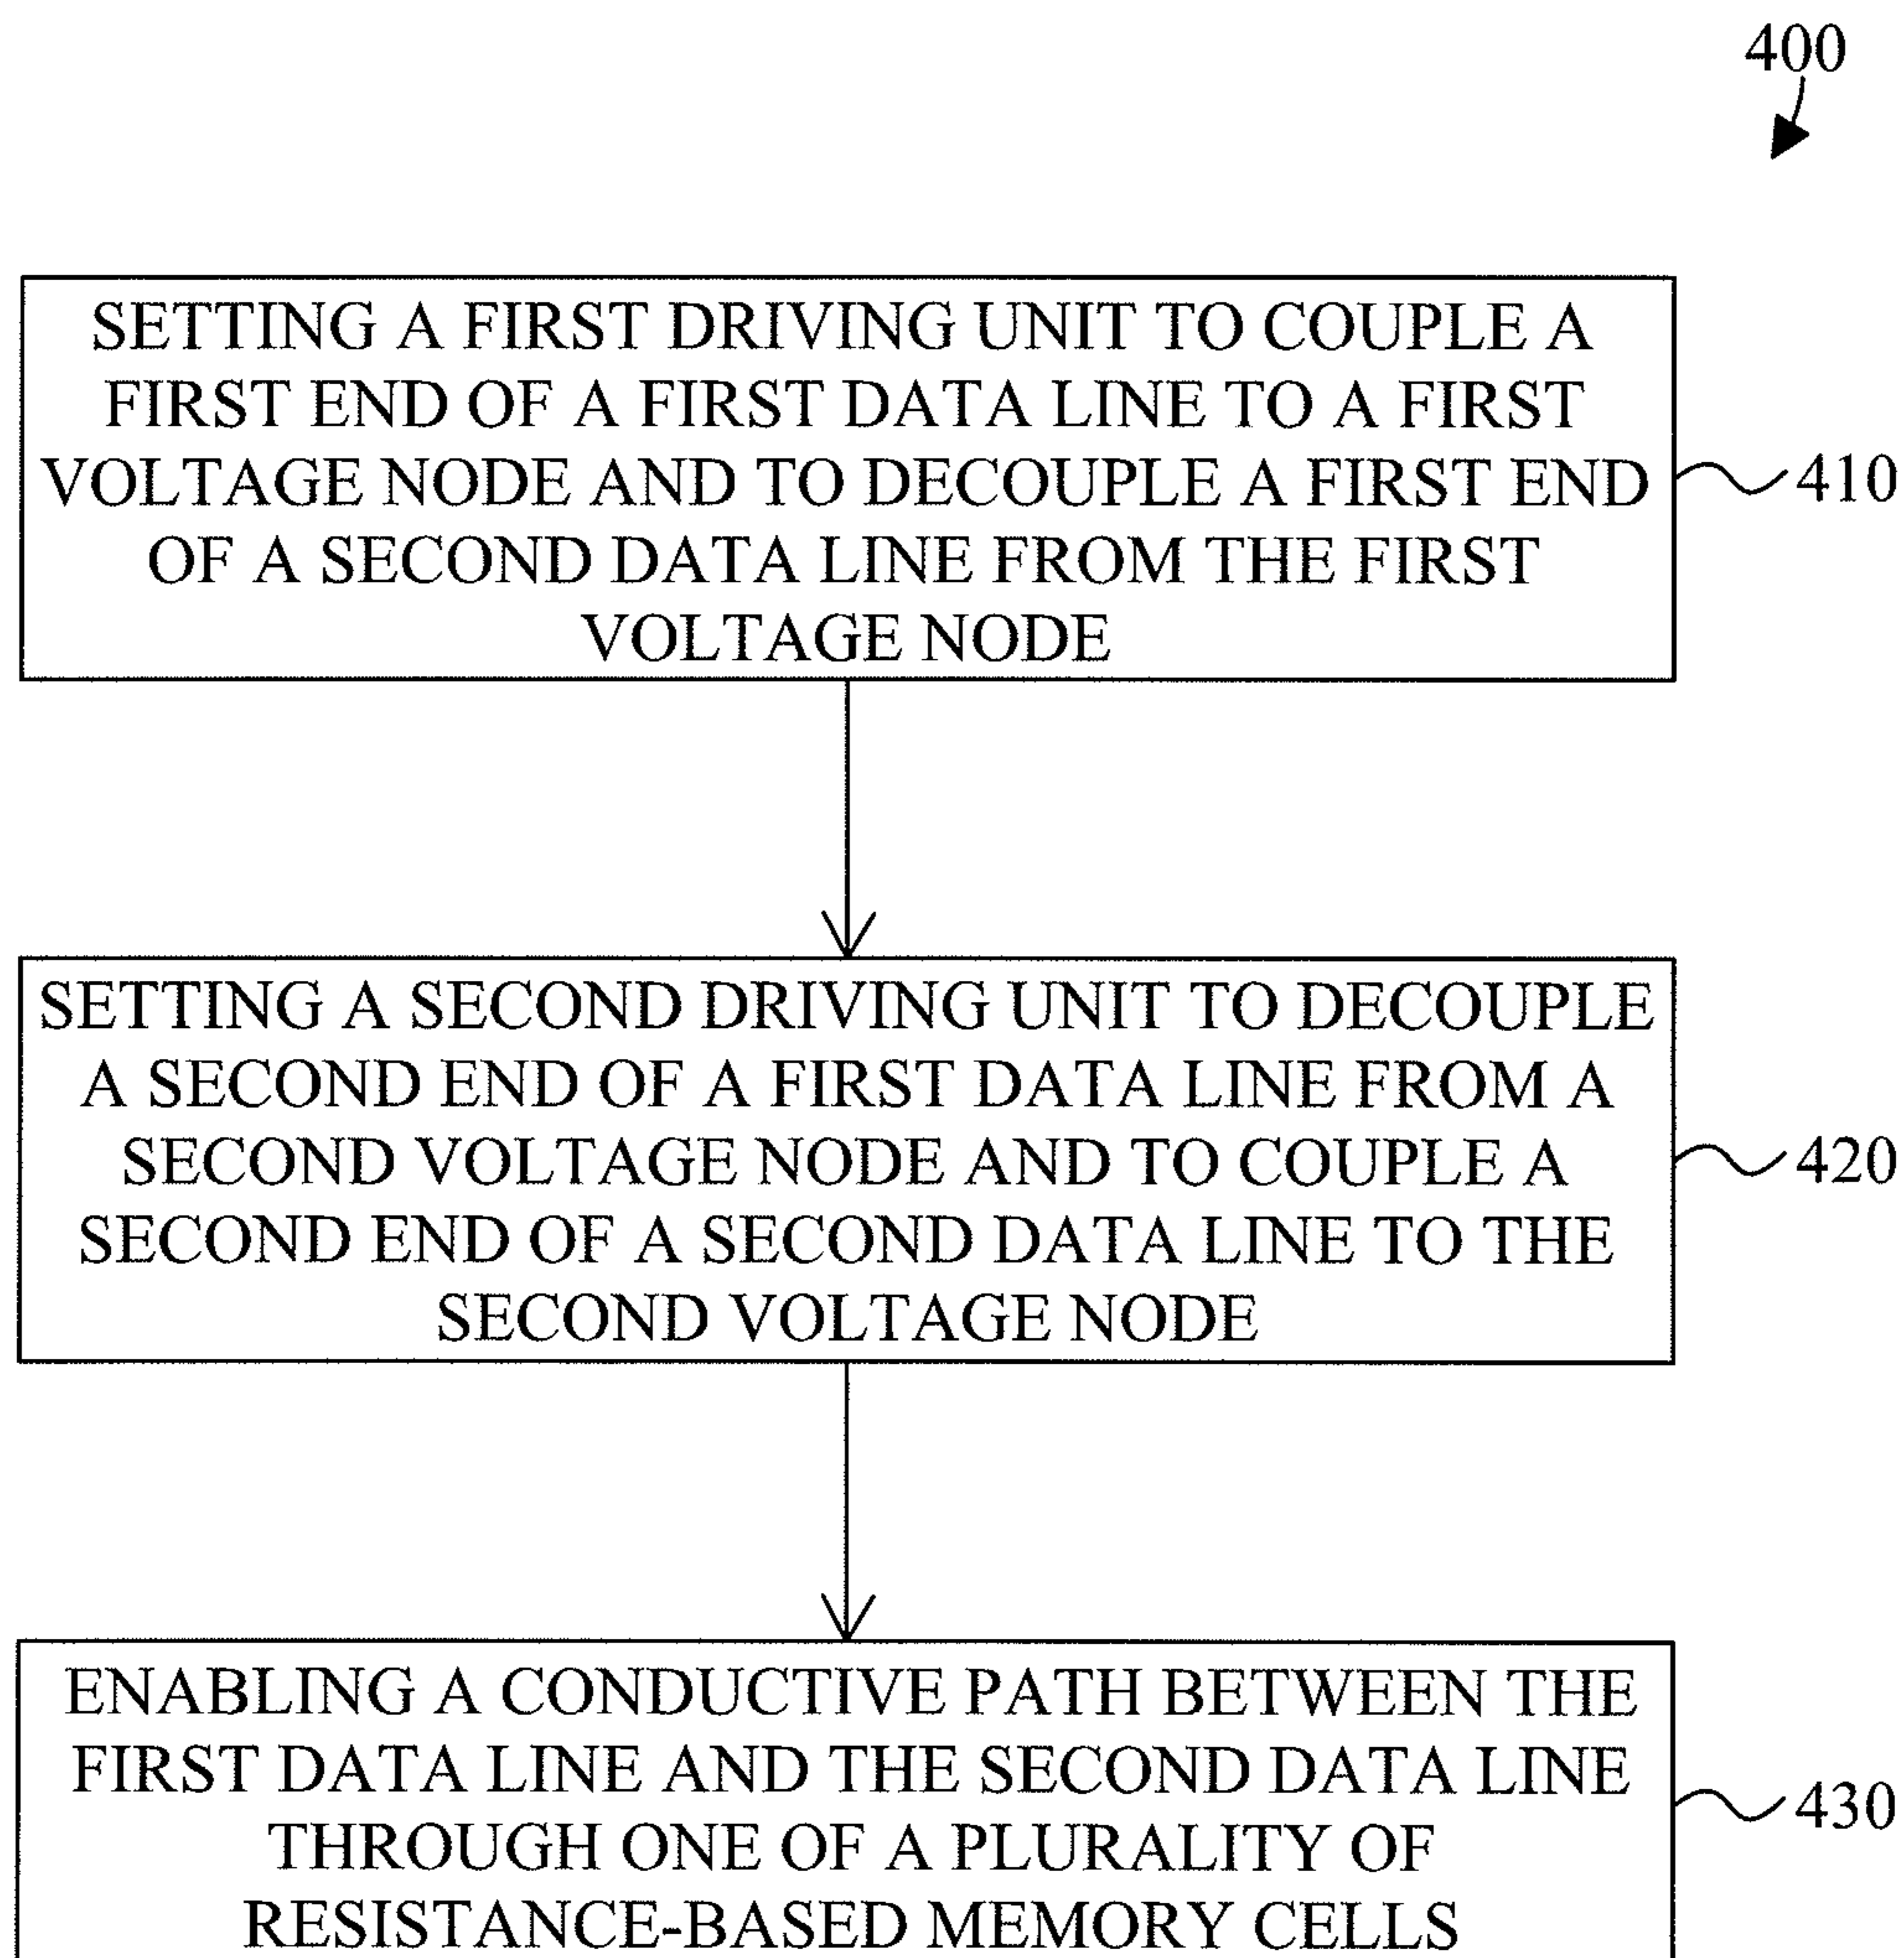 400
SETTING A FIRST DRIVING UNIT TO COUPLE A
FIRST END OF A FIRST DATA LINE TO A FIRST
VOLTAGE NODE AND TO DECOUPLE A FIRST END
OF A SECOND DATA LINE FROM THE FIRST
VOLTAGE NODE
410
SETTING A SECOND DRIVING UNIT TO DECOUPLE
A SECOND END OF A FIRST DATA LINE FROM A
SECOND VOLTAGE NODE AND TO COUPLE A
SECOND END OF A SECOND DATA LINE TO THE
SECOND VOLTAGE NODE
420
ENABLING A CONDUCTIVE PATH BETWEEN THE
FIRST DATA LINE AND THE SECOND DATA LINE
THROUGH ONE OF A PLURALITY OF
RESISTANCE-BASED MEMORY CELLS
430